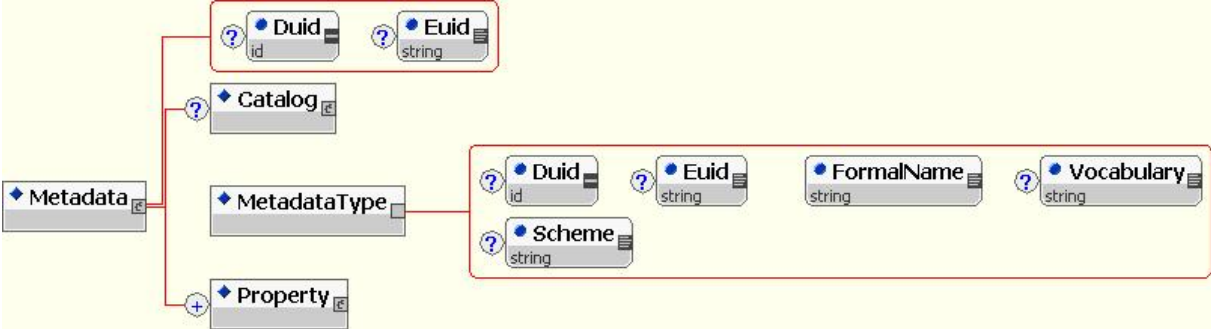 ? Duid ? Euid
id string
? Catalog
Metadata
MetadataType
? Duid ? Euid FormalName ? Vocabulary
id string string string
? Scheme
string
+ Property